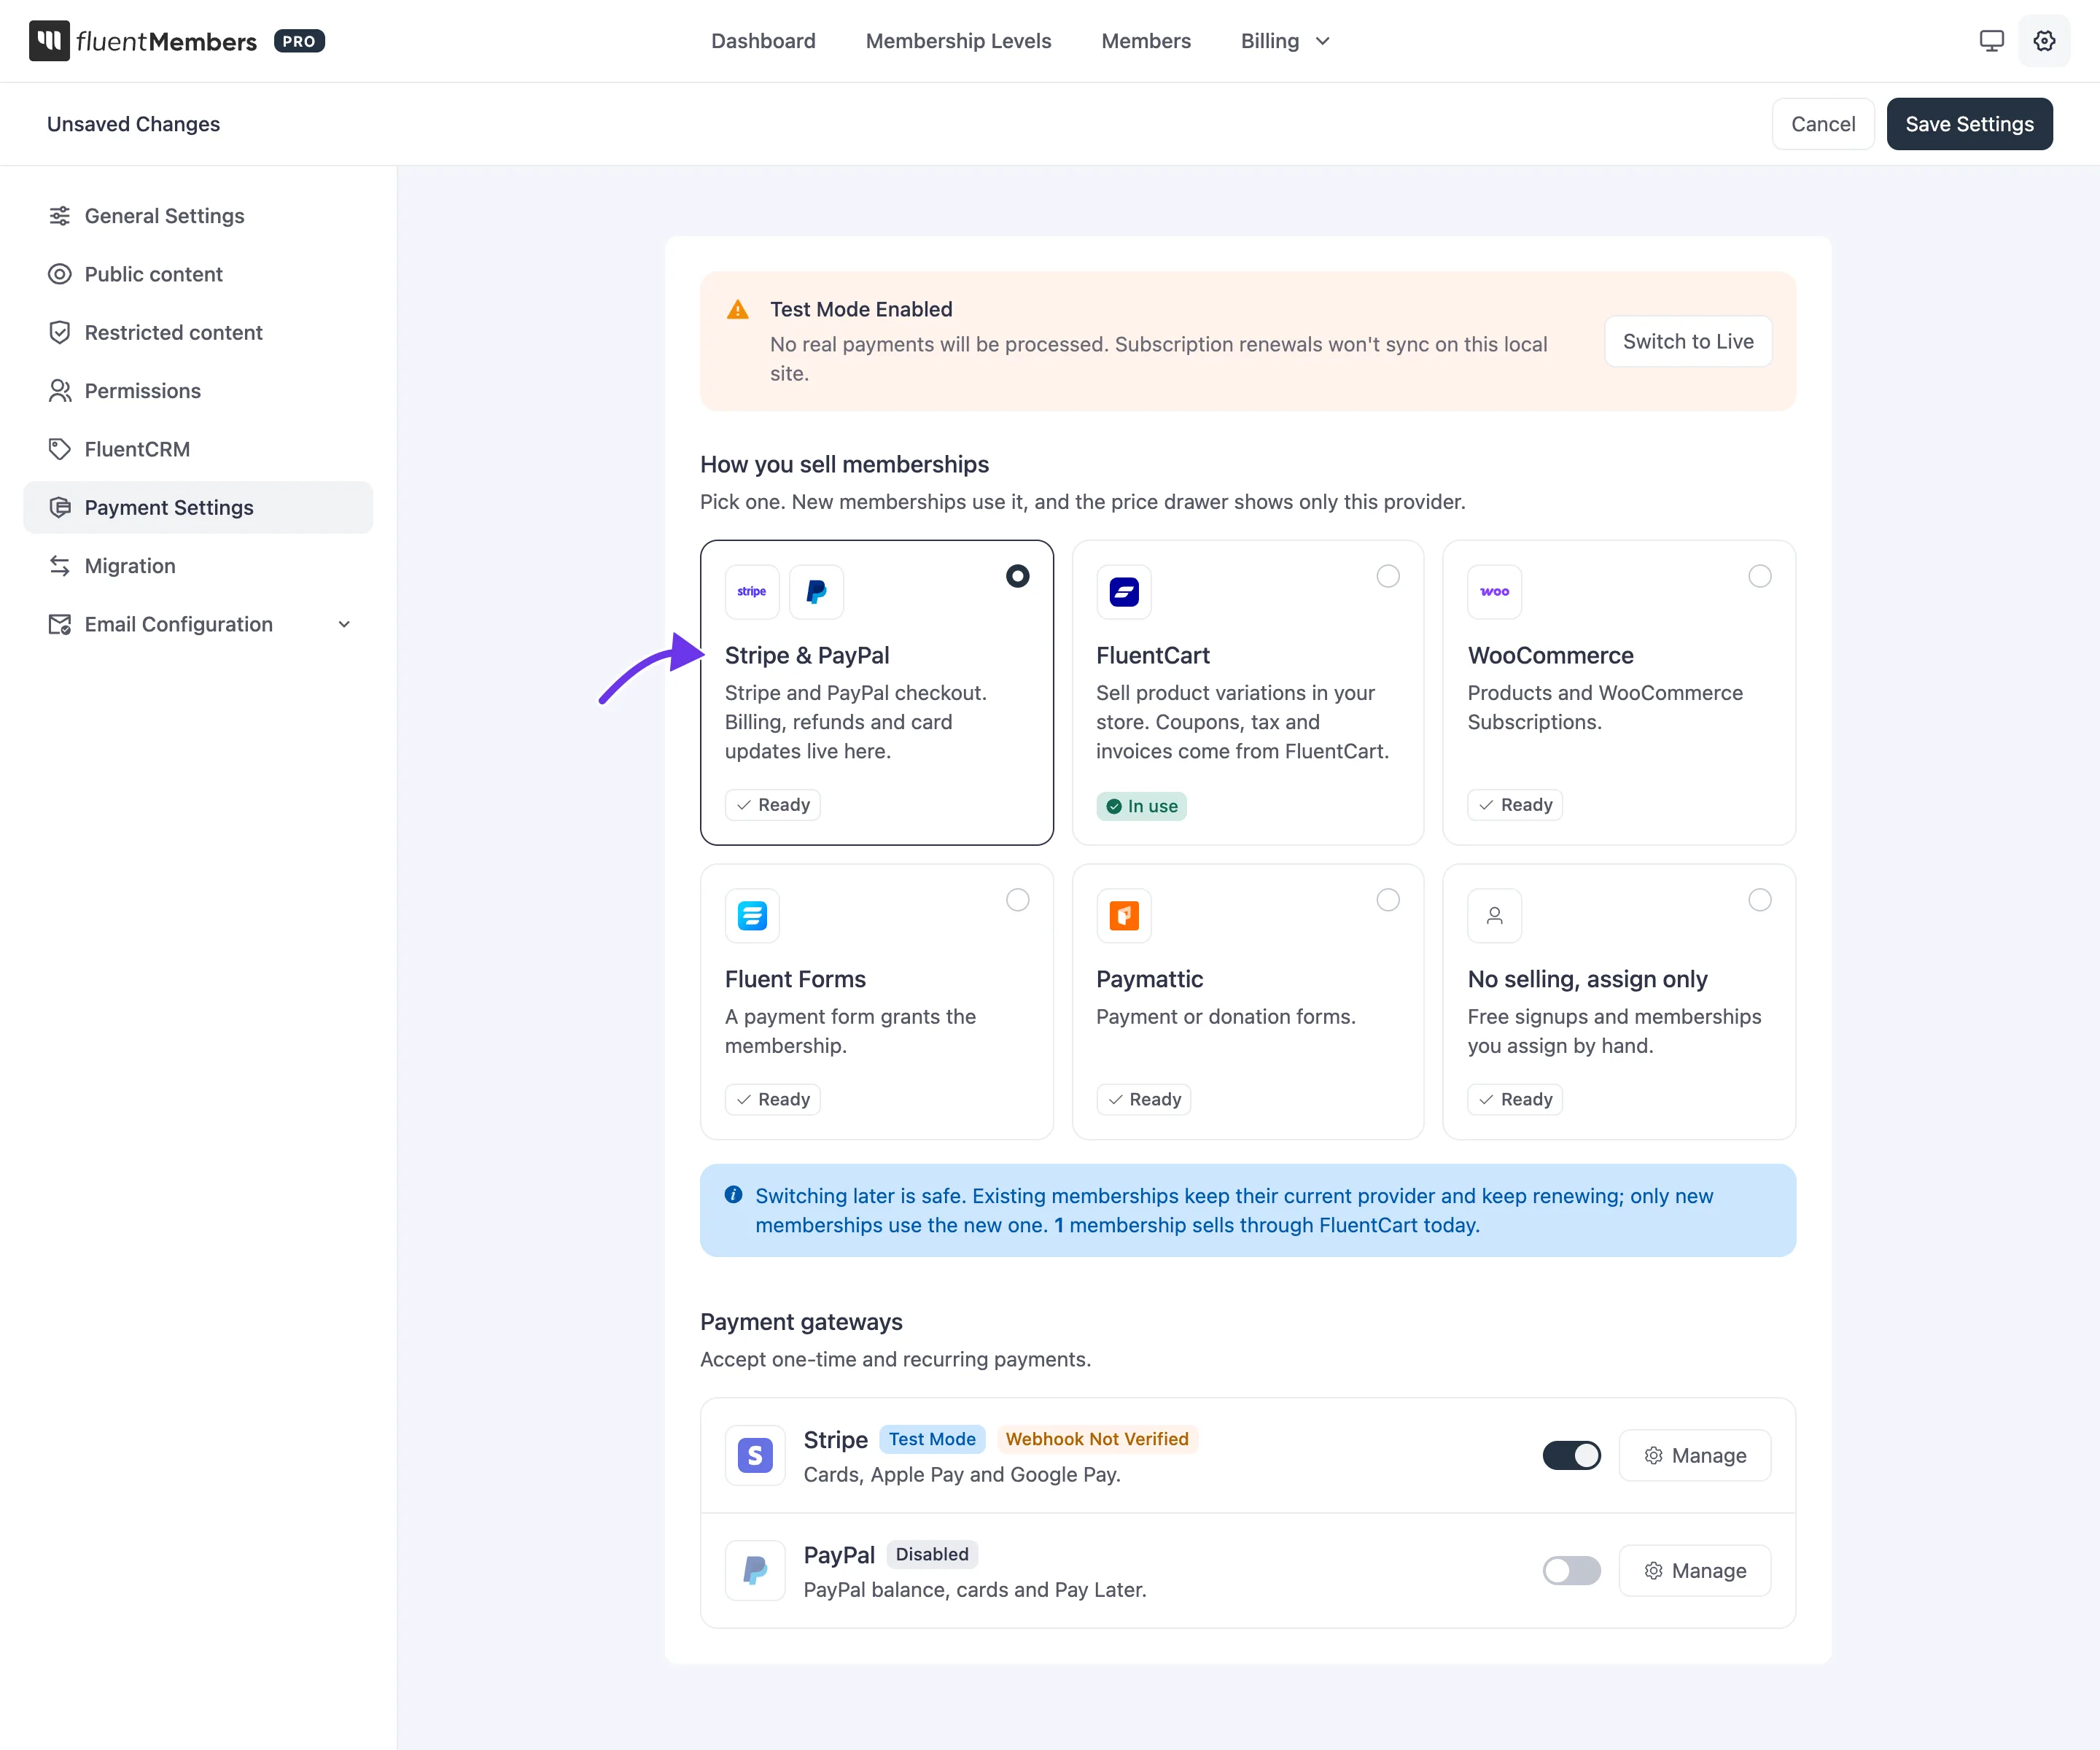 fluentMembers PRO
Dashboard
Membership Levels
Members
Billing
Unsaved Changes
Cancel
Save Settings
General Settings
Public content
Restricted content
Permissions
FluentCRM
Payment Settings
Migration
Email Configuration
Test Mode Enabled
No real payments will be processed. Subscription renewals won't sync on this local
site.
Switch to Live
How you sell memberships
Pick one. New memberships use it, and the price drawer shows only this provider.
stripe
Stripe & PayPal
Stripe and PayPal checkout.
Billing, refunds and card
updates live here.
Ready
FluentCart
Sell product variations in your
store. Coupons, tax and
invoices come from FluentCart.
In use
woo
WooCommerce
Products and WooCommerce
Subscriptions.
Ready
Fluent Forms
A payment form grants the
membership.
Ready
Paymattic
Payment or donation forms.
Ready
No selling, assign only
Free signups and memberships
you assign by hand.
Ready
Switching later is safe. Existing memberships keep their current provider and keep renewing; only new
memberships use the new one. 1 membership sells through FluentCart today.
Payment gateways
Accept one-time and recurring payments.
S
Stripe Test Mode Webhook Not Verified
Cards, Apple Pay and Google Pay.
Manage
PayPal Disabled
PayPal balance, cards and Pay Later.
Manage